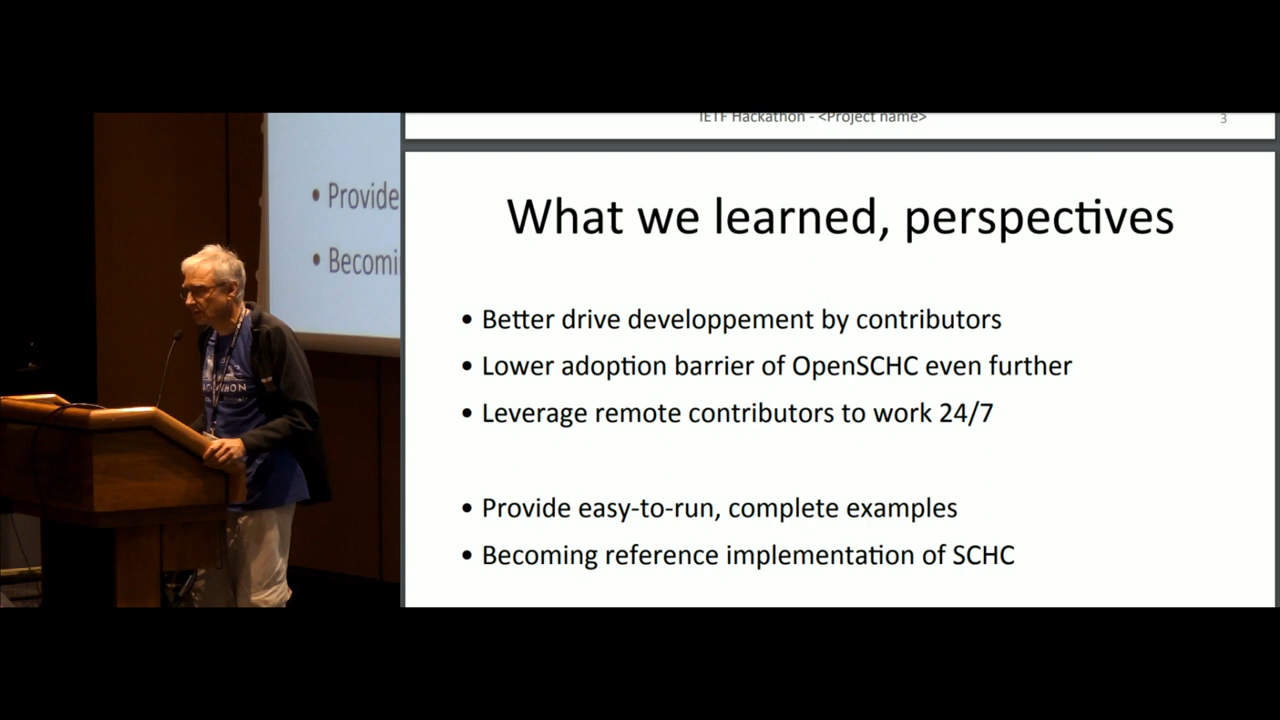 IETF Hackathon - <Project name>
3
• Provide
• Becomi
What we learned, perspectives
• Better drive developpement by contributors
• Lower adoption barrier of OpenSCHC even further
• Leverage remote contributors to work 24/7
• Provide easy-to-run, complete examples
• Becoming reference implementation of SCHC